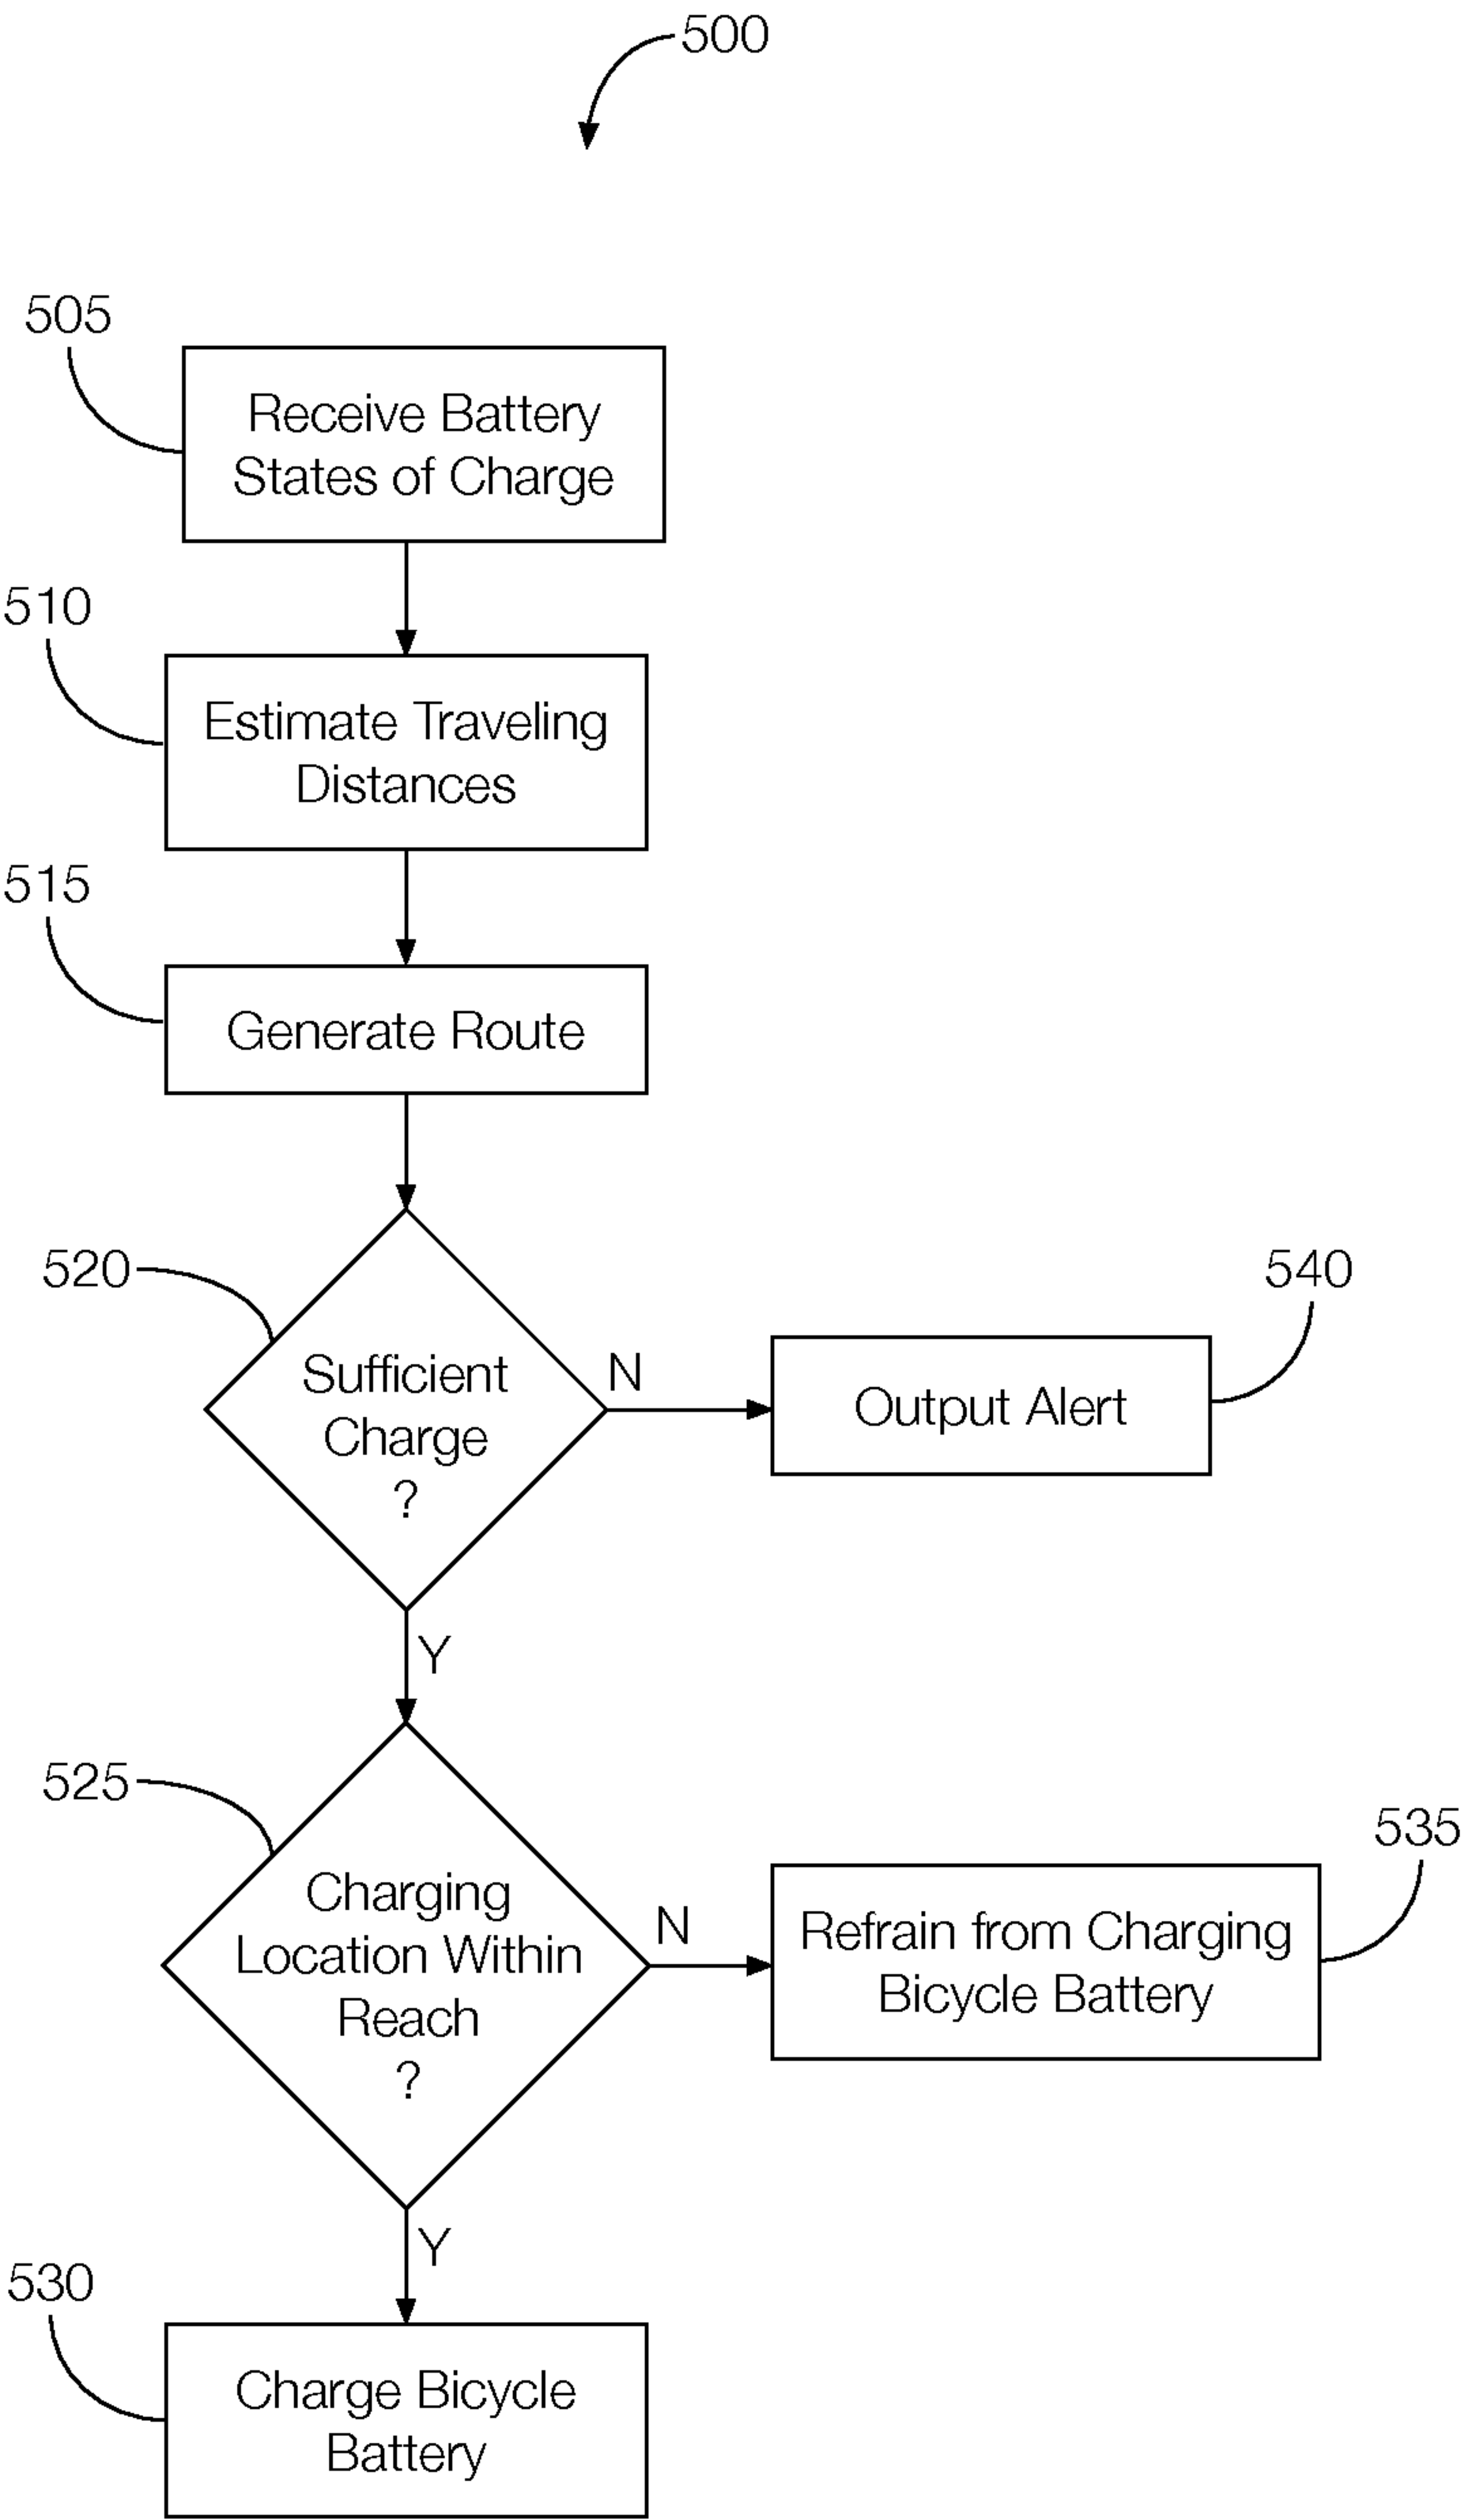 500
505
Receive Battery
States of Charge
510
Estimate Traveling
Distances
515
Generate Route
520
Sufficient
Charge
?
N
540
Output Alert
Y
525
Charging
Location Within
Reach
?
N
535
Refrain from Charging
Bicycle Battery
Y
530
Charge Bicycle
Battery